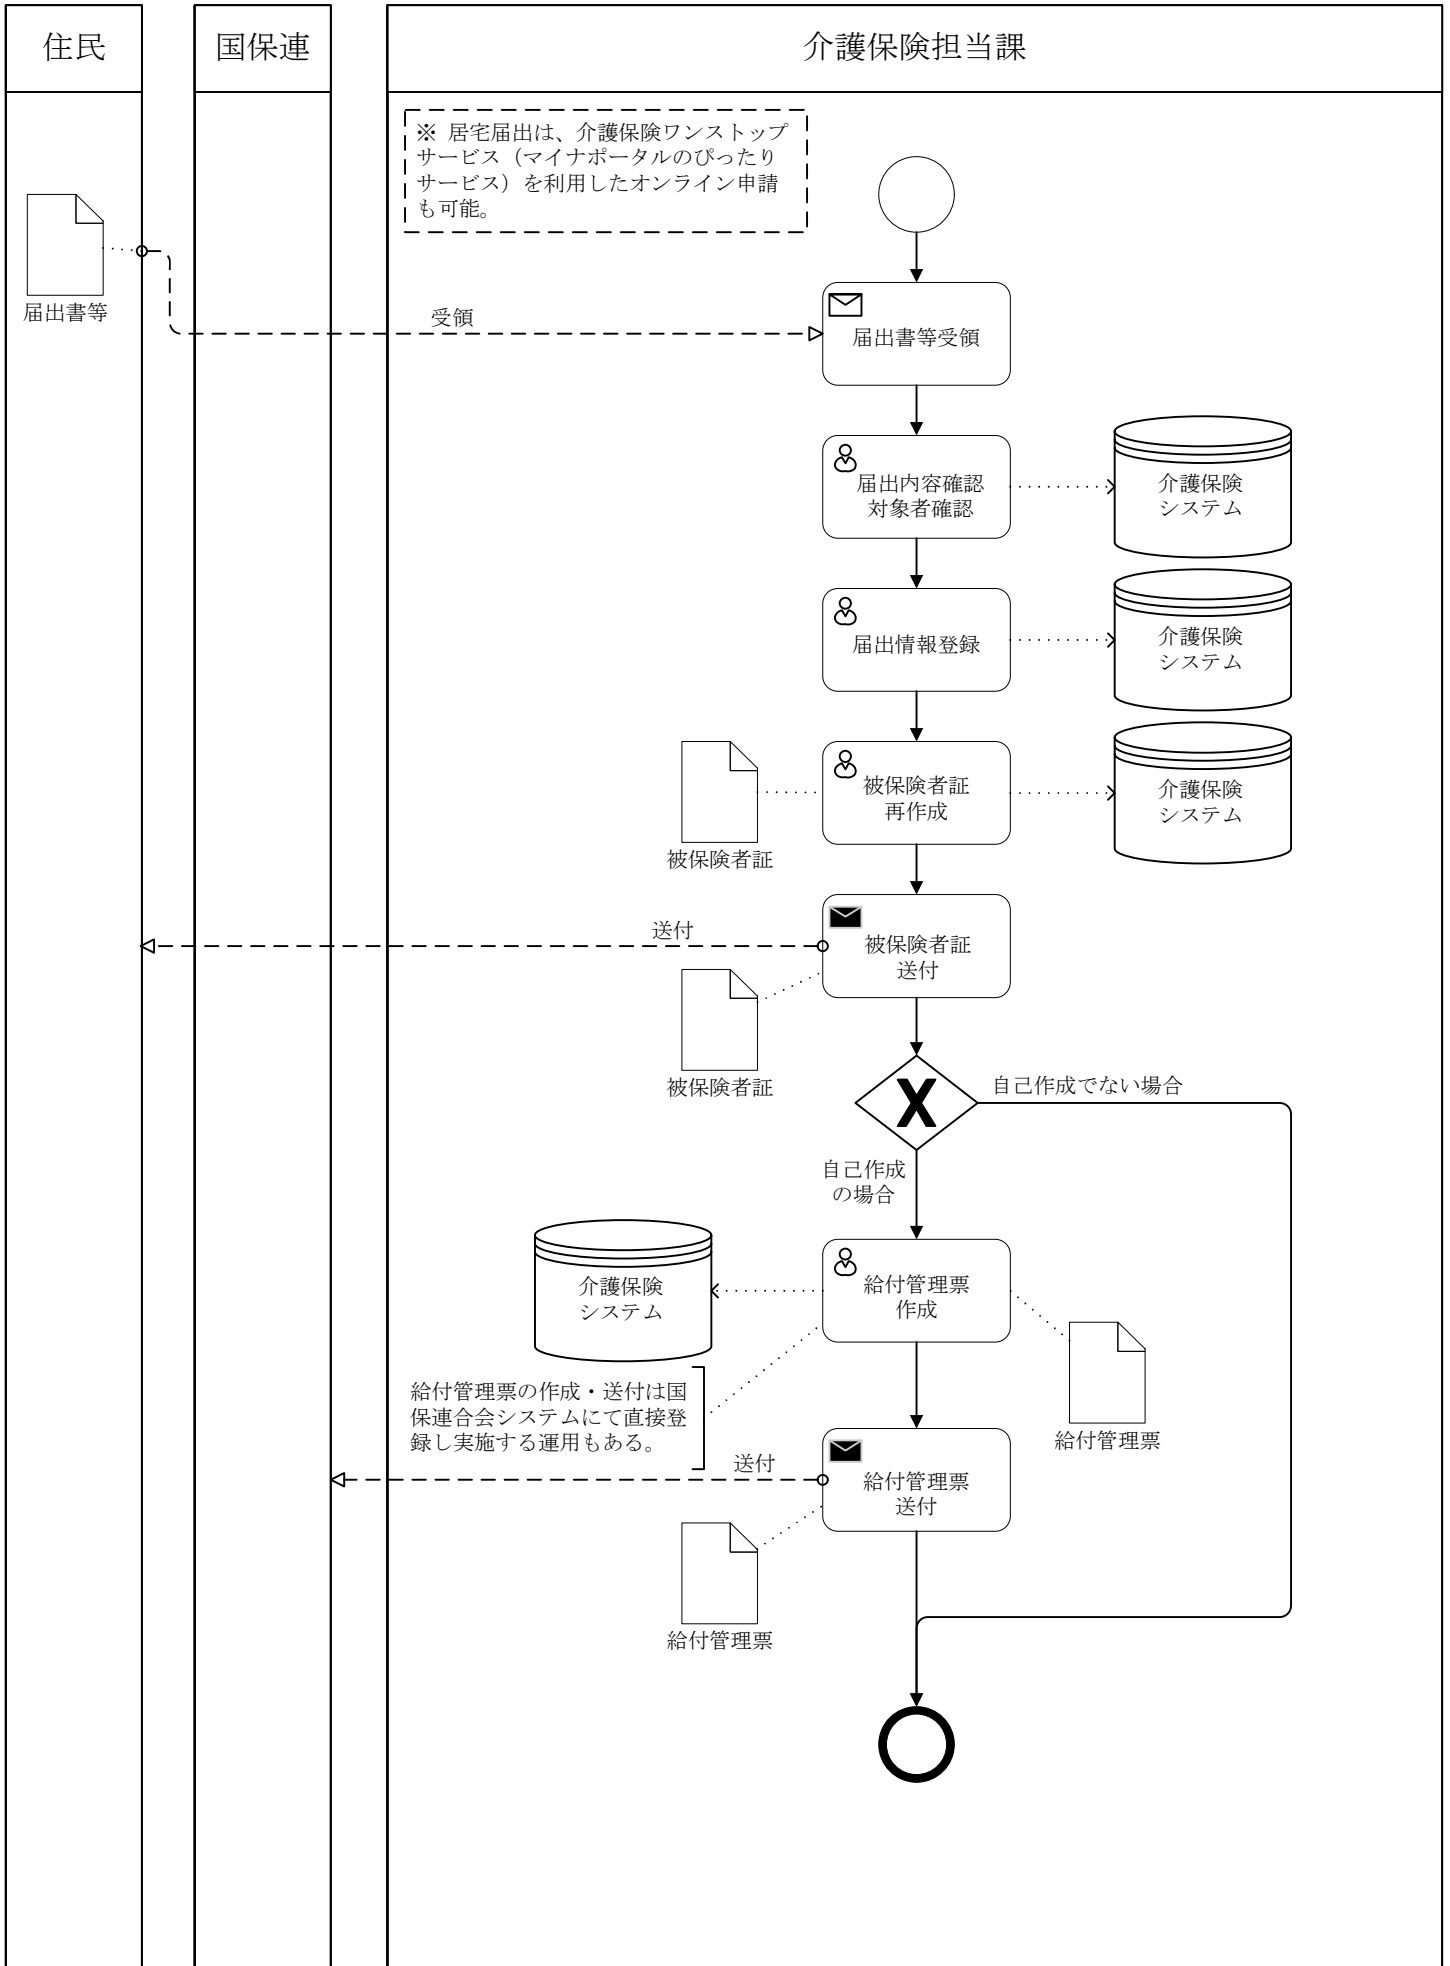 住民
国保連
介護保険担当課
※ 居宅届出は、介護保険ワンストップ
サービス（マイナポータルのぴったり
サービス）を利用したオンライン申請
も可能。
届出書等
受領
届出書等受領
届出内容確認
対象者確認
介護保険
システム
届出情報登録
介護保険
システム
被保険者証
再作成
介護保険
システム
被保険者証
送付
被保険者証
送付
被保険者証
X
自己作成でない場合
自己作成
の場合
介護保険
システム
給付管理票
作成
給付管理票
給付管理票の作成・送付は国
保連合会システムにて直接登
録し実施する運用もある。
送付
給付管理票
送付
給付管理票